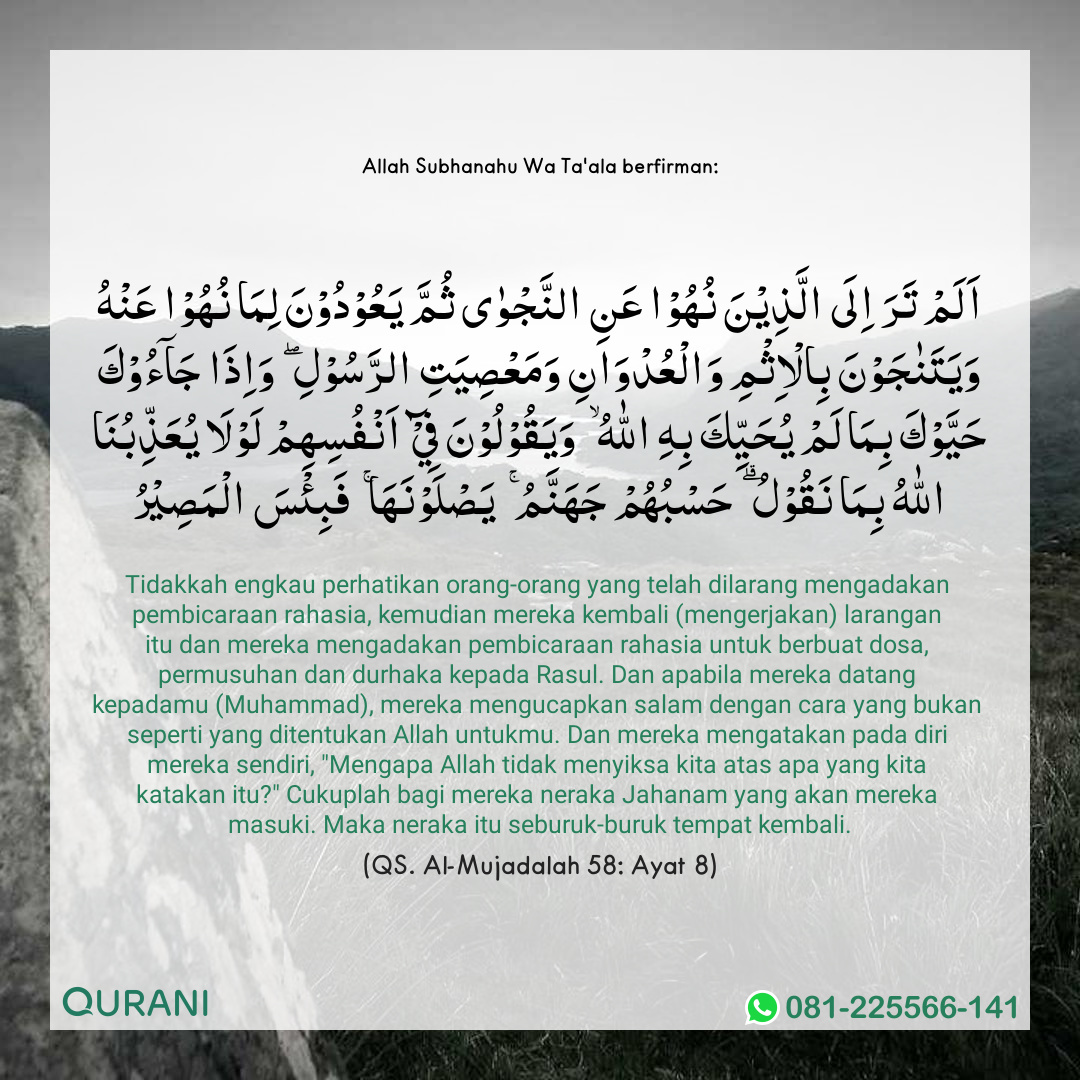 Allah Subhanahu Wa Ta'ala berfirman:
اَلَمْ تَرَ اِلَى الَّذِيْنَ نُهُوْا عَنِ النَّجْوٰى ثُمَّ يَعُوْدُوْنَ لِمَا نُهُوْا عَنْهُ
وَيَتَنٰجَوْنَ بِالْاِثْمِ وَالْعُدْوَانِ وَمَعْصِيَتِ الرَّسُوْلِ ۖ وَاِذَا جَآءُوْكَ
حَيَّوْكَ بِمَا لَمْ يُحَيِّكَ بِهِ اللّٰهُ ۙ وَيَقُوْلُوْنَ فِيْۤ اَنْفُسِهِمْ لَوْلَا يُعَذِّبُنَا
اللّٰهُ بِمَا نَقُوْلُ ۗ حَسْبُهُمْ جَهَنَّمُ ۚ يَصْلَوْنَهَا ۚ فَبِئْسَ الْمَصِيْرُ
Tidakkah engkau perhatikan orang-orang yang telah dilarang mengadakan
pembicaraan rahasia, kemudian mereka kembali (mengerjakan) larangan
itu dan mereka mengadakan pembicaraan rahasia untuk berbuat dosa,
permusuhan dan durhaka kepada Rasul. Dan apabila mereka datang
kepadamu (Muhammad), mereka mengucapkan salam dengan cara yang bukan
seperti yang ditentukan Allah untukmu. Dan mereka mengatakan pada diri
mereka sendiri, "Mengapa Allah tidak menyiksa kita atas apa yang kita
katakan itu?" Cukuplah bagi mereka neraka Jahanam yang akan mereka
masuki. Maka neraka itu seburuk-buruk tempat kembali.
(QS. Al-Mujadalah 58: Ayat 8)
QURANI
081-225566-141